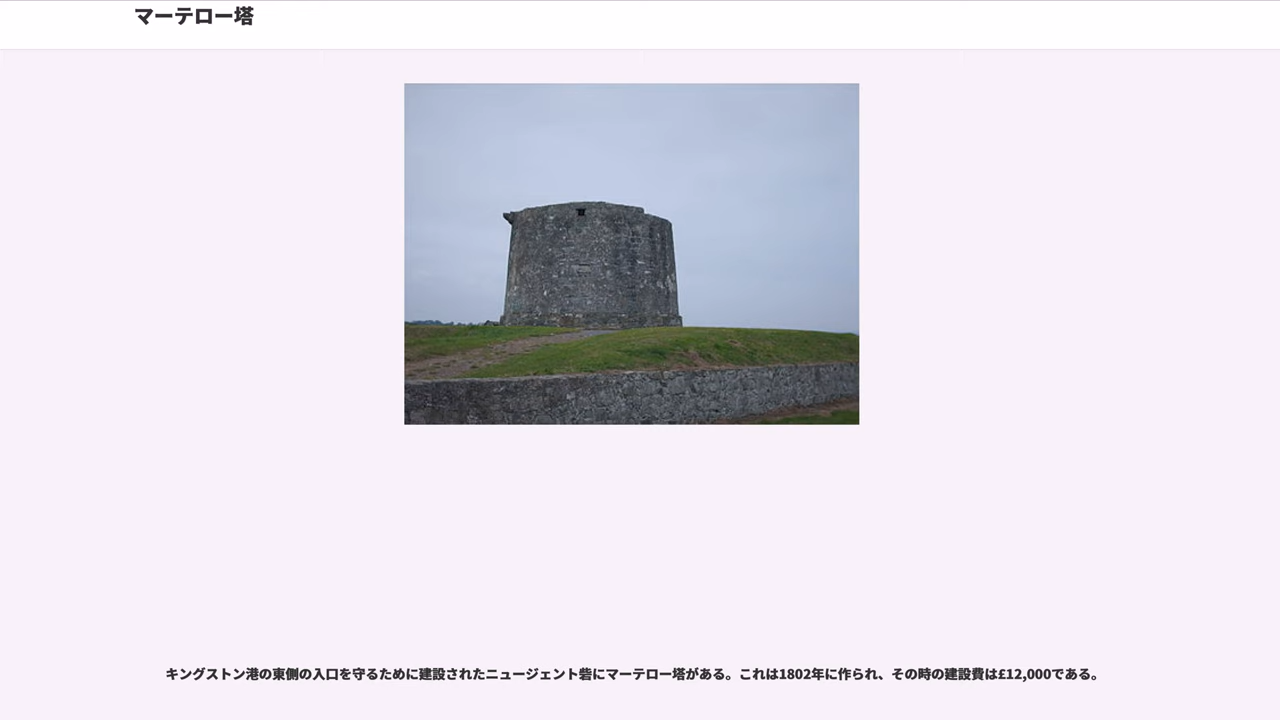 マーテロー塔
キングストン港の東側の入口を守るために建設されたニュージェント砦にマーテロー塔がある。これは1802年に作られ、その時の建設費は£12,000である。